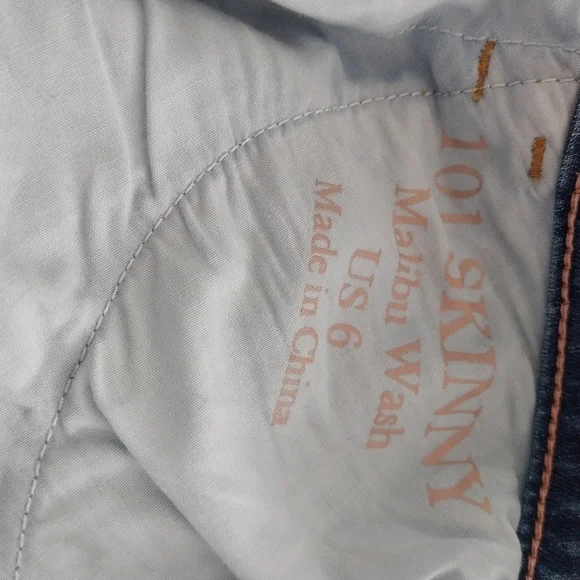 101 SKINNY
Malibu Wash
US 6
Made in China